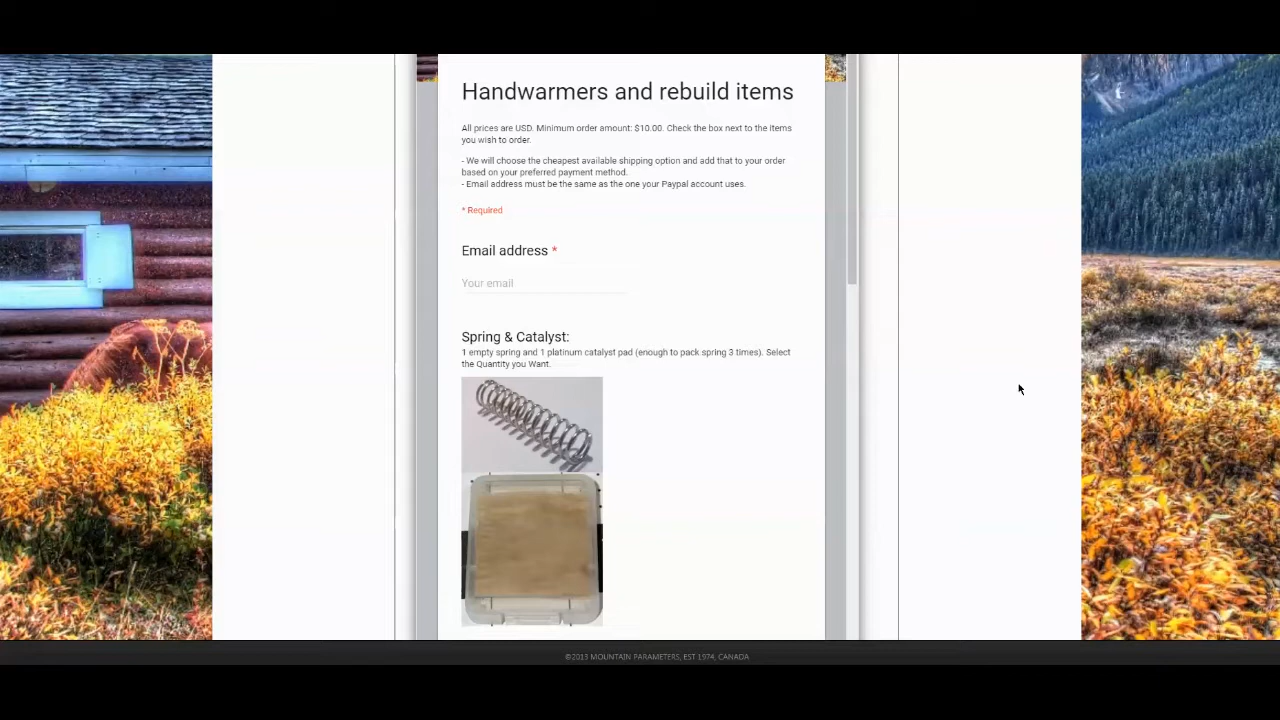 Handwarmers and rebuild items
All prices are USD. Minimum order amount: $10.00. Check the box next to the items
you wish to order.
- We will choose the cheapest available shipping option and add that to your order
based on your preferred payment method.
- Email address must be the same as the one your Paypal account uses.
* Required
Email address *
Your email
Spring & Catalyst:
1 empty spring and 1 platinum catalyst pad (enough to pack spring 3 times). Select
the Quantity you Want.
©2013 MOUNTAIN PARAMETERS, EST.1974, CANADA